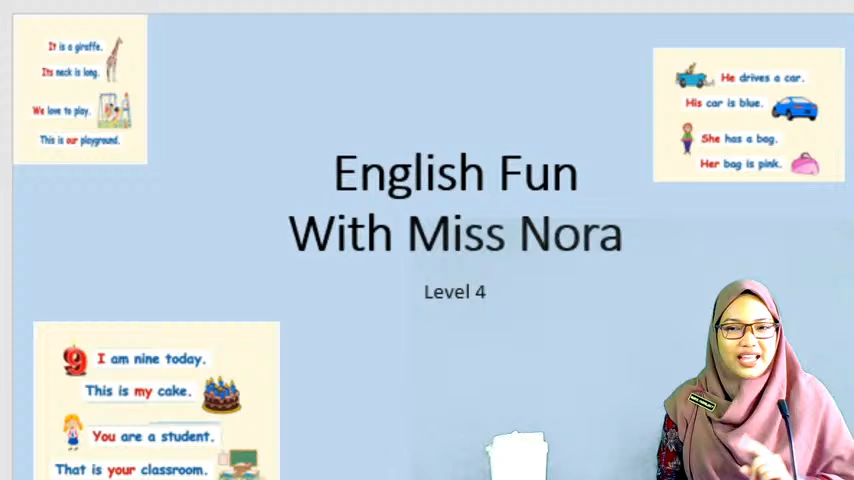 It is a giraffe.
Its neck is long.
We love to play.
This is our playground.
He drives a car.
His car is blue.
She has a bag.
Her bag is pink.
English Fun
With Miss Nora
Level 4
9 I am nine today.
This is my cake.
You are a student.
That is your classroom.